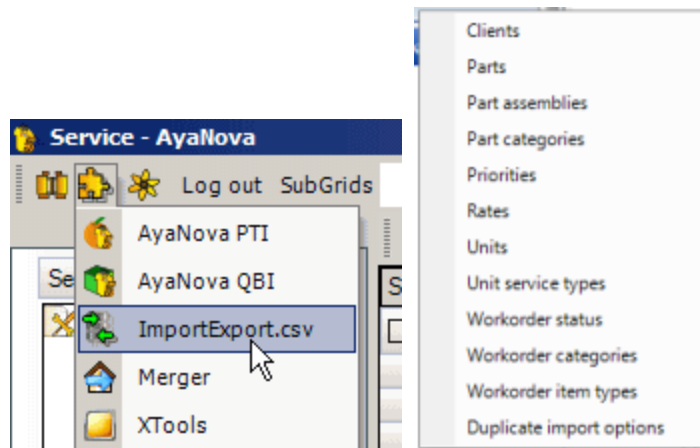 Service - AyaNova
Log out SubGrids
AyaNova PTI
Se
AyaNova QBI
S
ImportExport.csv
Merger
XTools
Clients
Parts
Part assemblies
Part categories
Priorities
Rates
Units
Unit service types
Workorder status
Workorder categories
Workorder item types
Duplicate import options